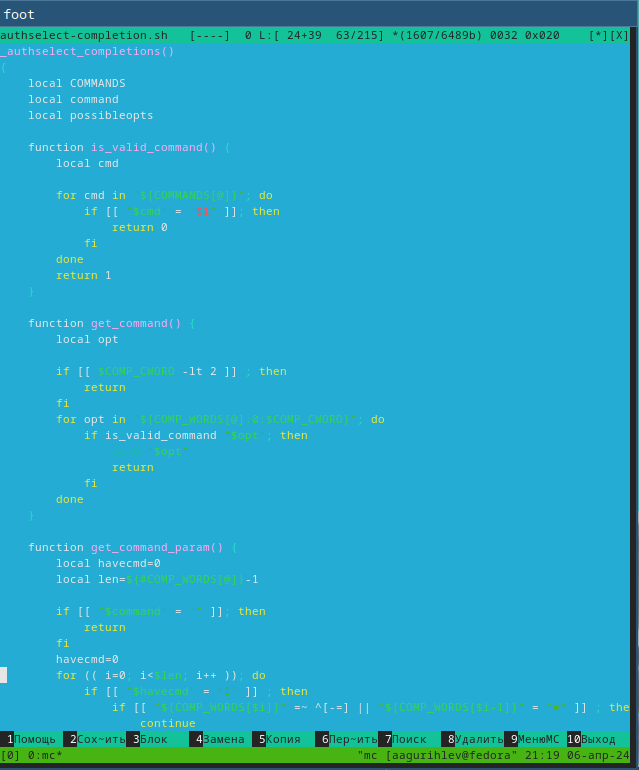 foot
authselect-completion.sh   [----]  0 L:[ 24+39  63/215] *(1607/6489b) 0032 0x020    [*][X]
_authselect_completions()
{
    local COMMANDS
    local command
    local possibleopts
    function is_valid_command() {
        local cmd
        for cmd in "${COMMANDS[@]}"; do
            if [[ "$cmd" = "$1" ]]; then
                return 0
            fi
        done
        return 1
    }
    function get_command() {
        local opt
        if [[ $COMP_CWORD -lt 2 ]] ; then
            return
        fi
        for opt in "${COMP_WORDS[@]:0:$COMP_CWORD}"; do
            if is_valid_command "$opt"; then
                "$opt"
                return
            fi
        done
    }
    function get_command_param() {
        local havecmd=0
        local len=${#COMP_WORDS[@]}-1
        if [[ "$command" = "" ]]; then
            return
        fi
        havecmd=0
        for (( i=0; i<$len; i++ )); do
            if [[ "$havecmd" = ]] ; then
                if [[ "${COMP_WORDS[$i]}" =~ ^[-=] || "${COMP_WORDS[$i-1]}" = "=" ]] ; the
                    continue
1Помощь 2Сох~ить 3Блок 4Замена 5Копия 6Пер~ить 7Поиск 8Удалить 9МенюMC 10Выход
[0] 0:mc* "mc [aagurihlev@fedora" 21:19 06-апр-24